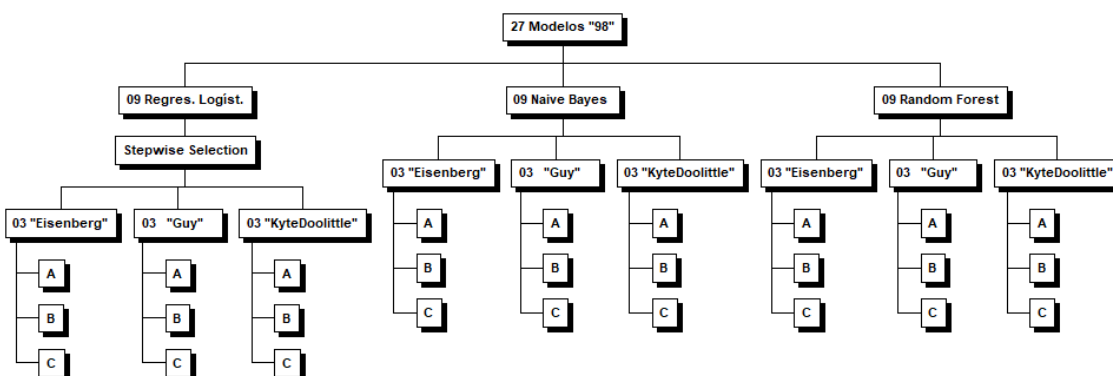 27 Modelos "98"
09 Regres. Logíst.
09 Naive Bayes
09 Random Forest
Stepwise Selection
03 "Eisenberg"
03 "Guy"
03 "KyteDoolittle"
03 "Eisenberg"
03 "Guy"
03 "KyteDoolittle"
03 "Eisenberg"
03 "Guy"
03 "KyteDoolittle"
A
A
A
B
B
B
C
C
C
A
A
A
B
B
B
C
C
C
A
A
A
B
B
B
C
C
C